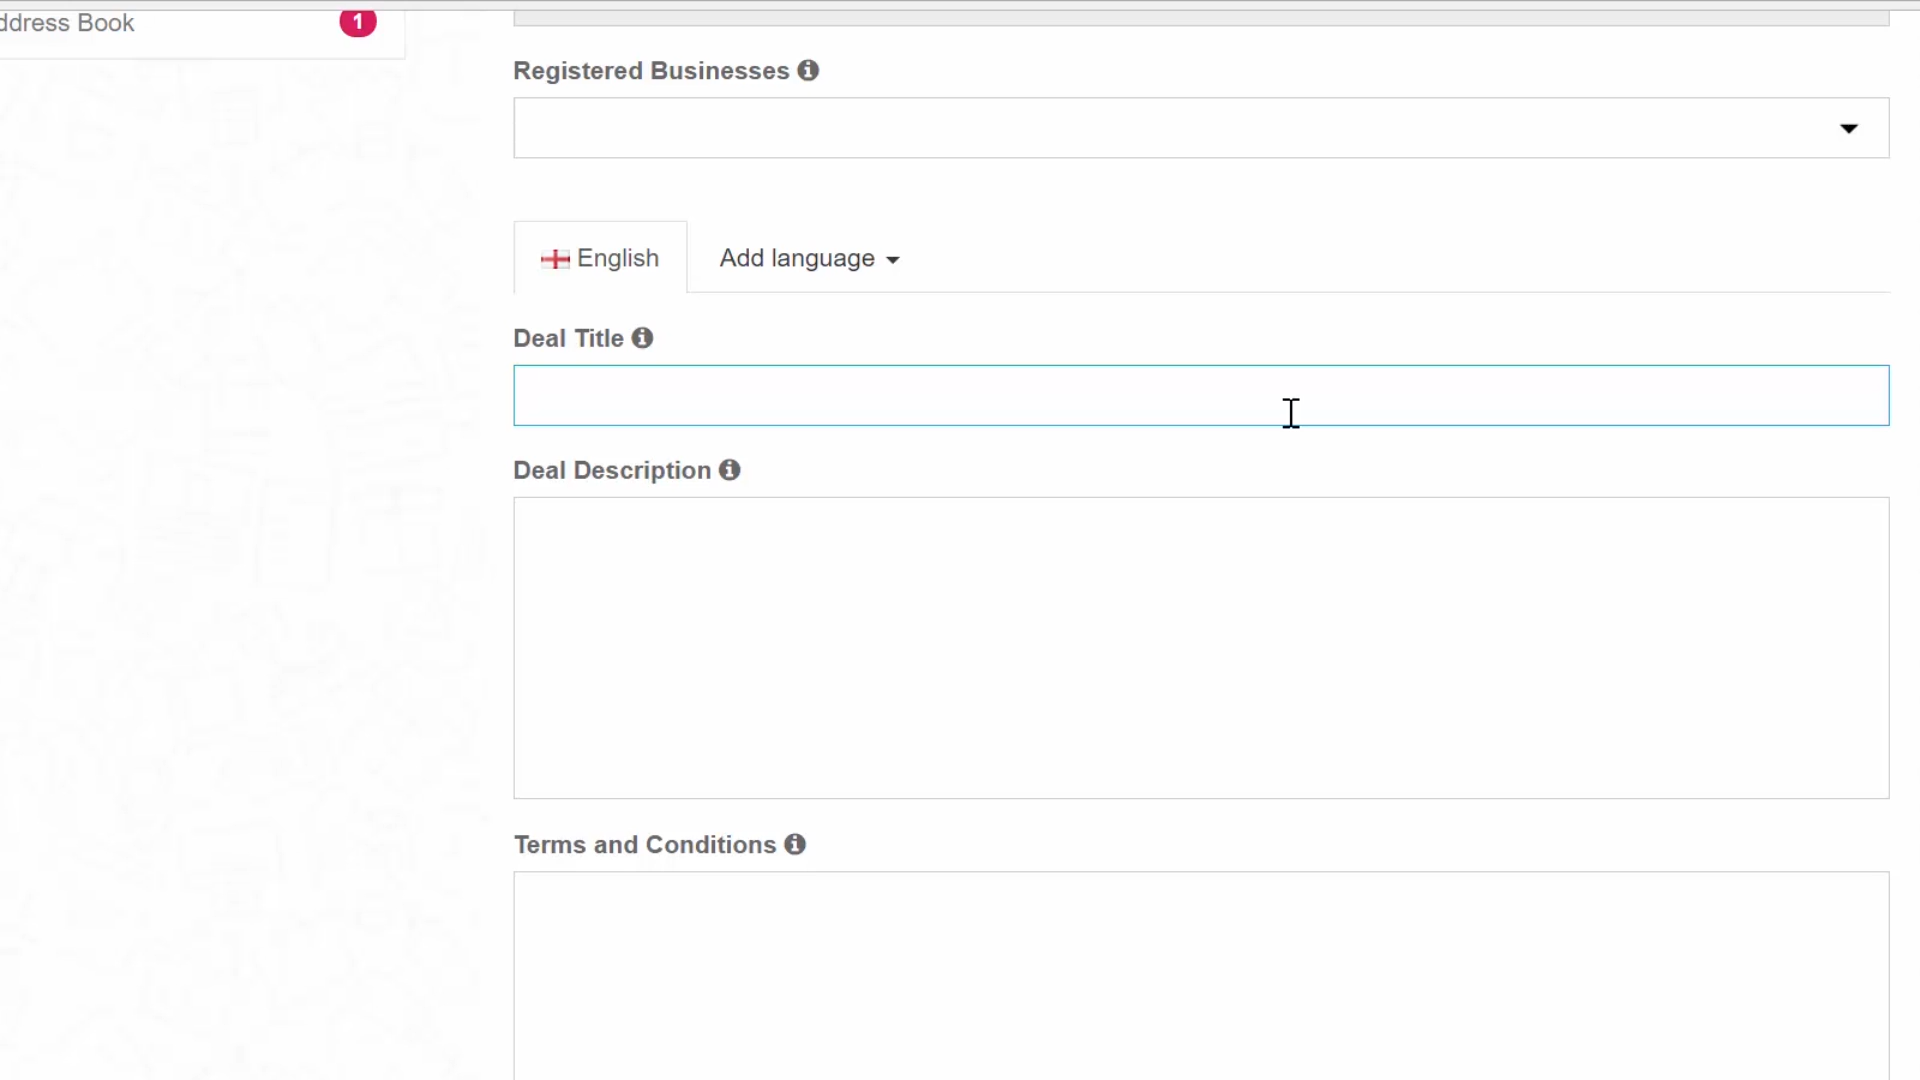 ddress Book
1
Registered Businesses
English
Add language
Deal Title
Deal Description
Terms and Conditions